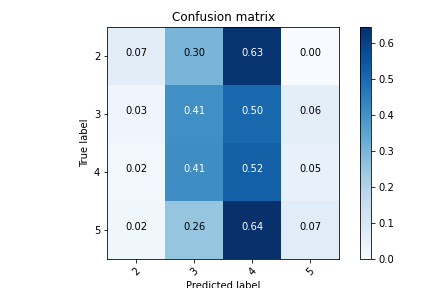 Confusion matrix
2 0.07 0.30 0.63 0.00
3 0.03 0.41 0.50 0.06
4 0.02 0.41 0.52 0.05
5 0.02 0.26 0.64 0.07
True label
2 3 4 5
Predicted label
0.6
0.5
0.4
0.3
0.2
0.1
0.0